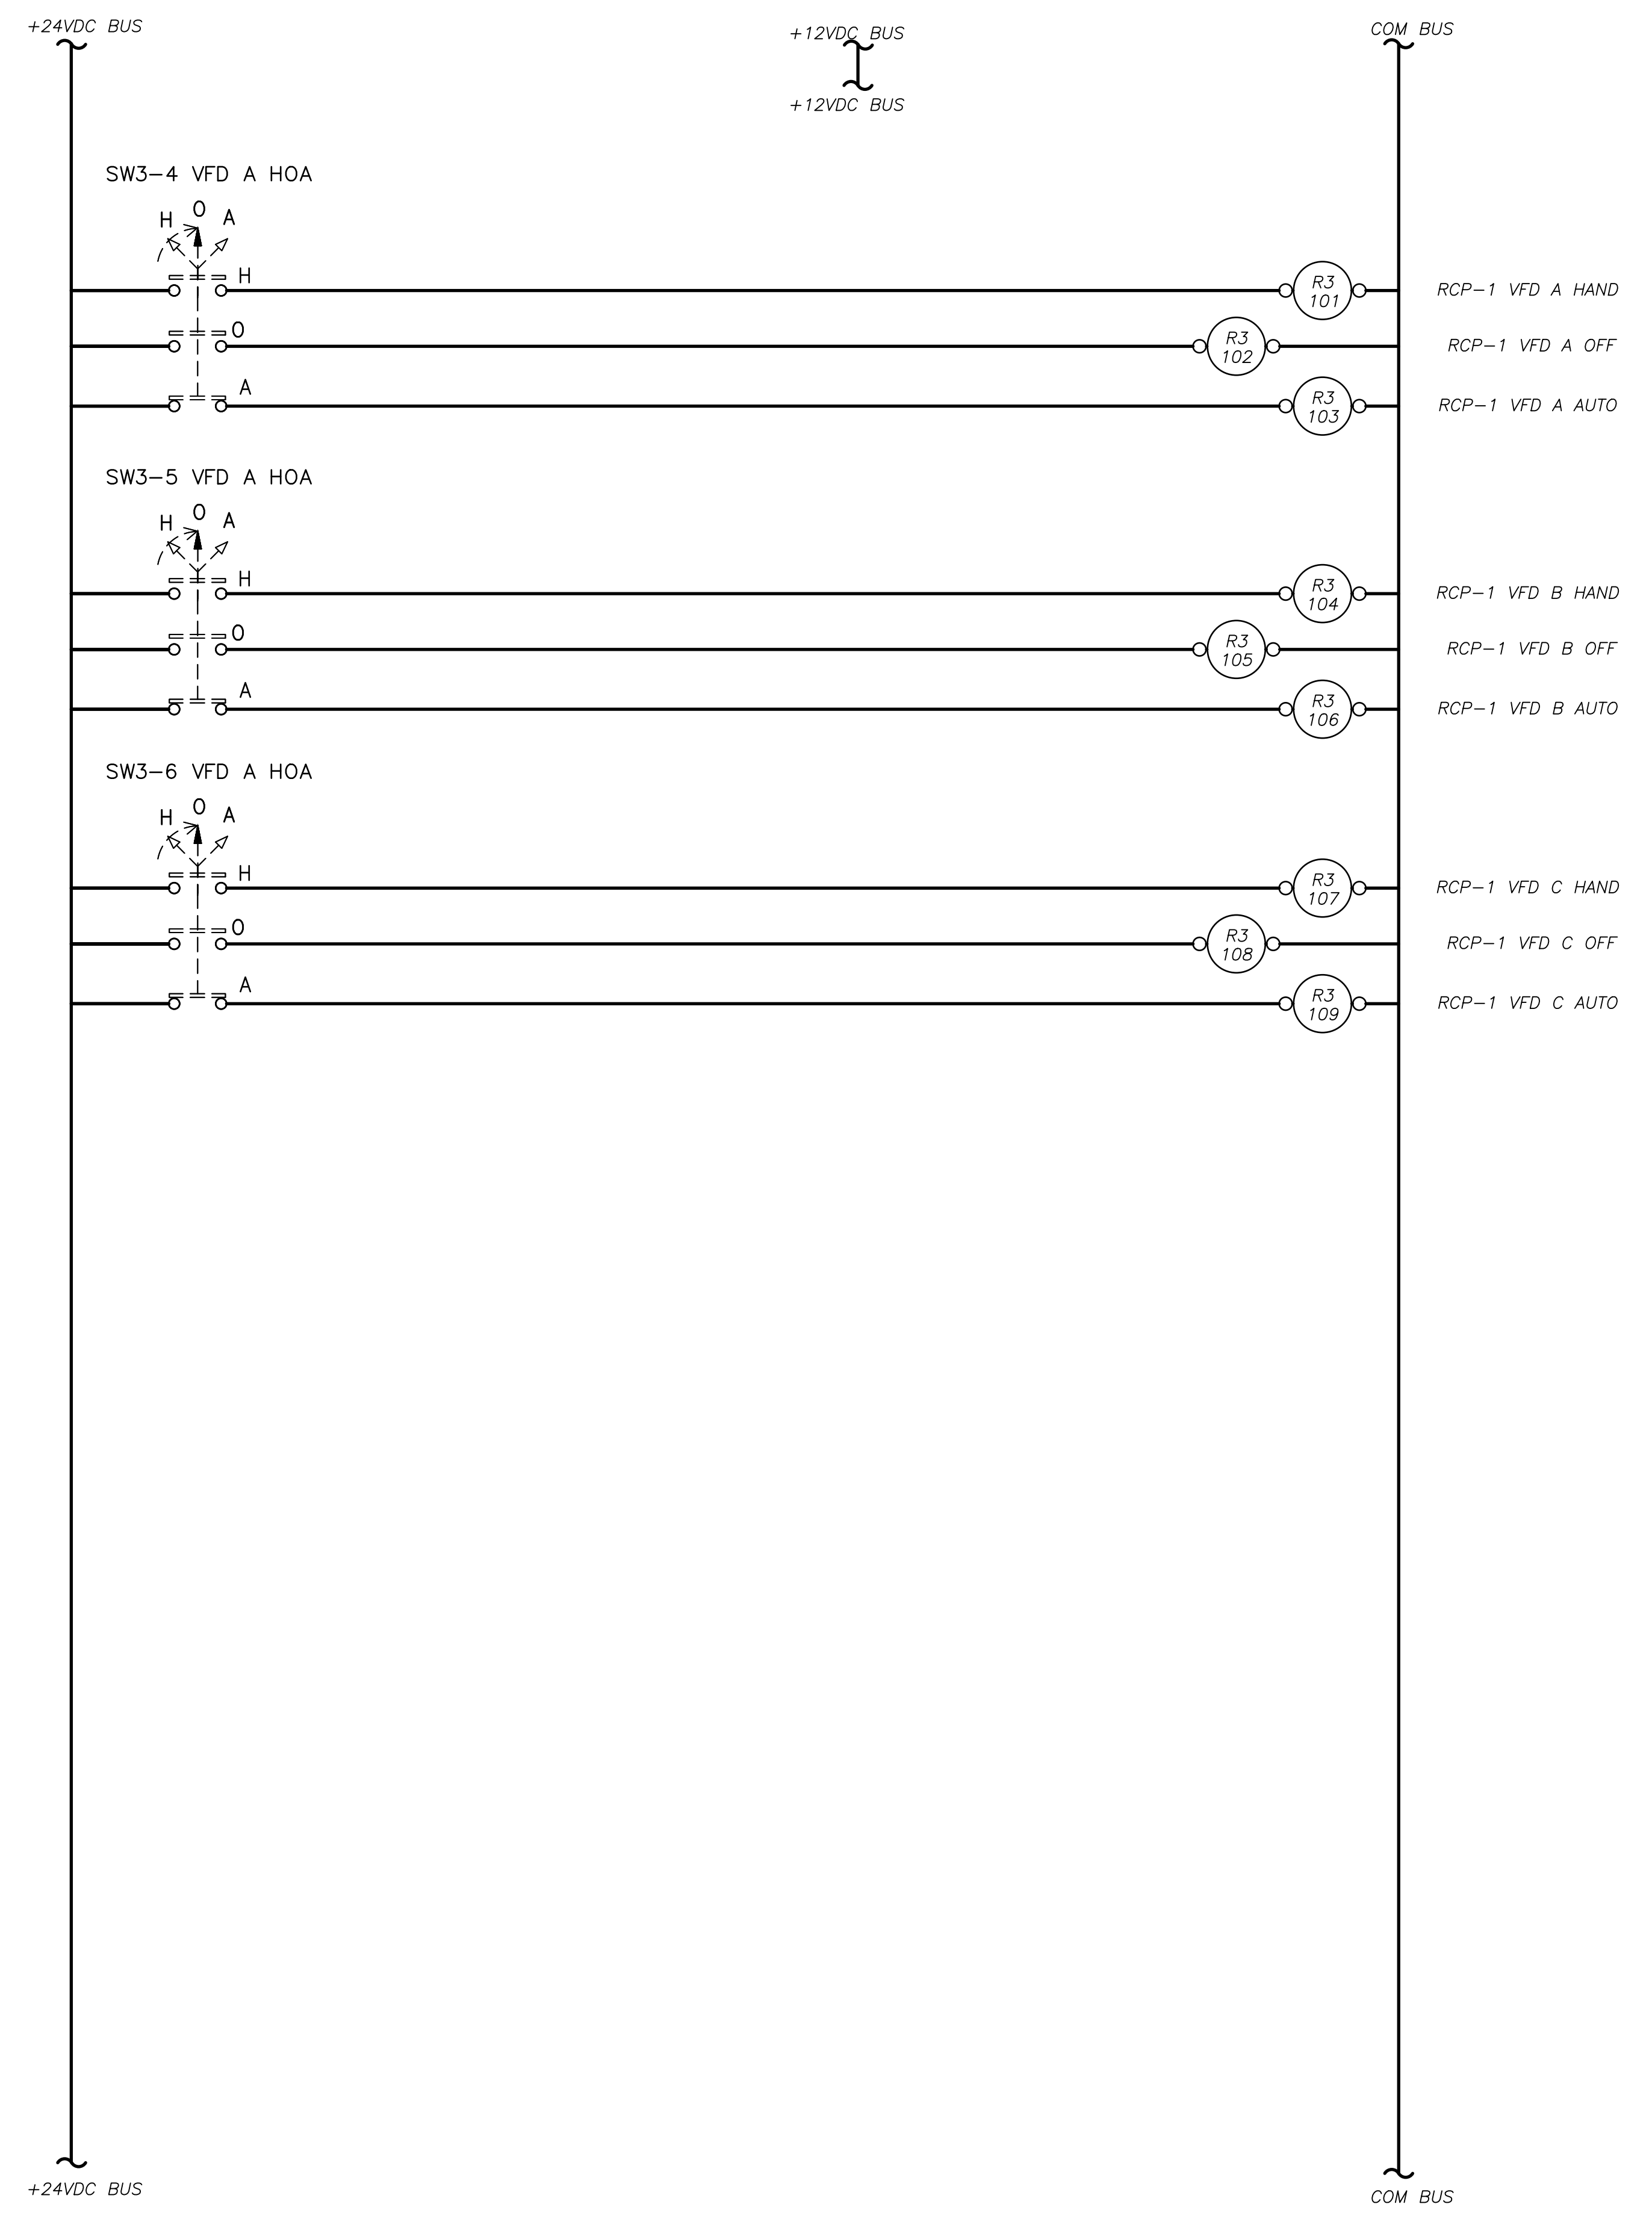 +24VDC BUS
+12VDC BUS
COM BUS
+12VDC BUS
SW3-4 VFD A HOA
H O A
H
R3
101
RCP-1 VFD A HAND
O
R3
102
RCP-1 VFD A OFF
A
R3
103
RCP-1 VFD A AUTO
SW3-5 VFD A HOA
H O A
H
R3
104
RCP-1 VFD B HAND
O
R3
105
RCP-1 VFD B OFF
A
R3
106
RCP-1 VFD B AUTO
SW3-6 VFD A HOA
H O A
H
R3
107
RCP-1 VFD C HAND
O
R3
108
RCP-1 VFD C OFF
A
R3
109
RCP-1 VFD C AUTO
+24VDC BUS
COM BUS